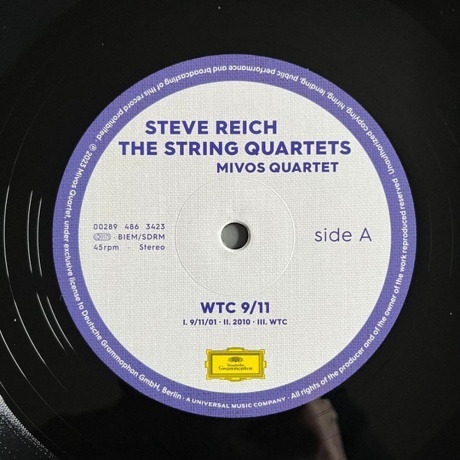 STEVE REICH
THE STRING QUARTETS
MIVOS QUARTET
00289 486 3423
BIEM/SDRM
45rpm · Stereo
side A
WTC 9/11
I. 9/11/01 · II. 2010 · III. WTC
Deutsche
Grammophon
℗ 2023 Mivos Quartet, under exclusive license to Deutsche Grammophon GmbH, Berlin · A UNIVERSAL MUSIC COMPANY · All rights of the producer and of the owner of the work reproduced reserved · Unauthorized copying, hiring, lending, public performance and broadcasting of this record prohibited ·